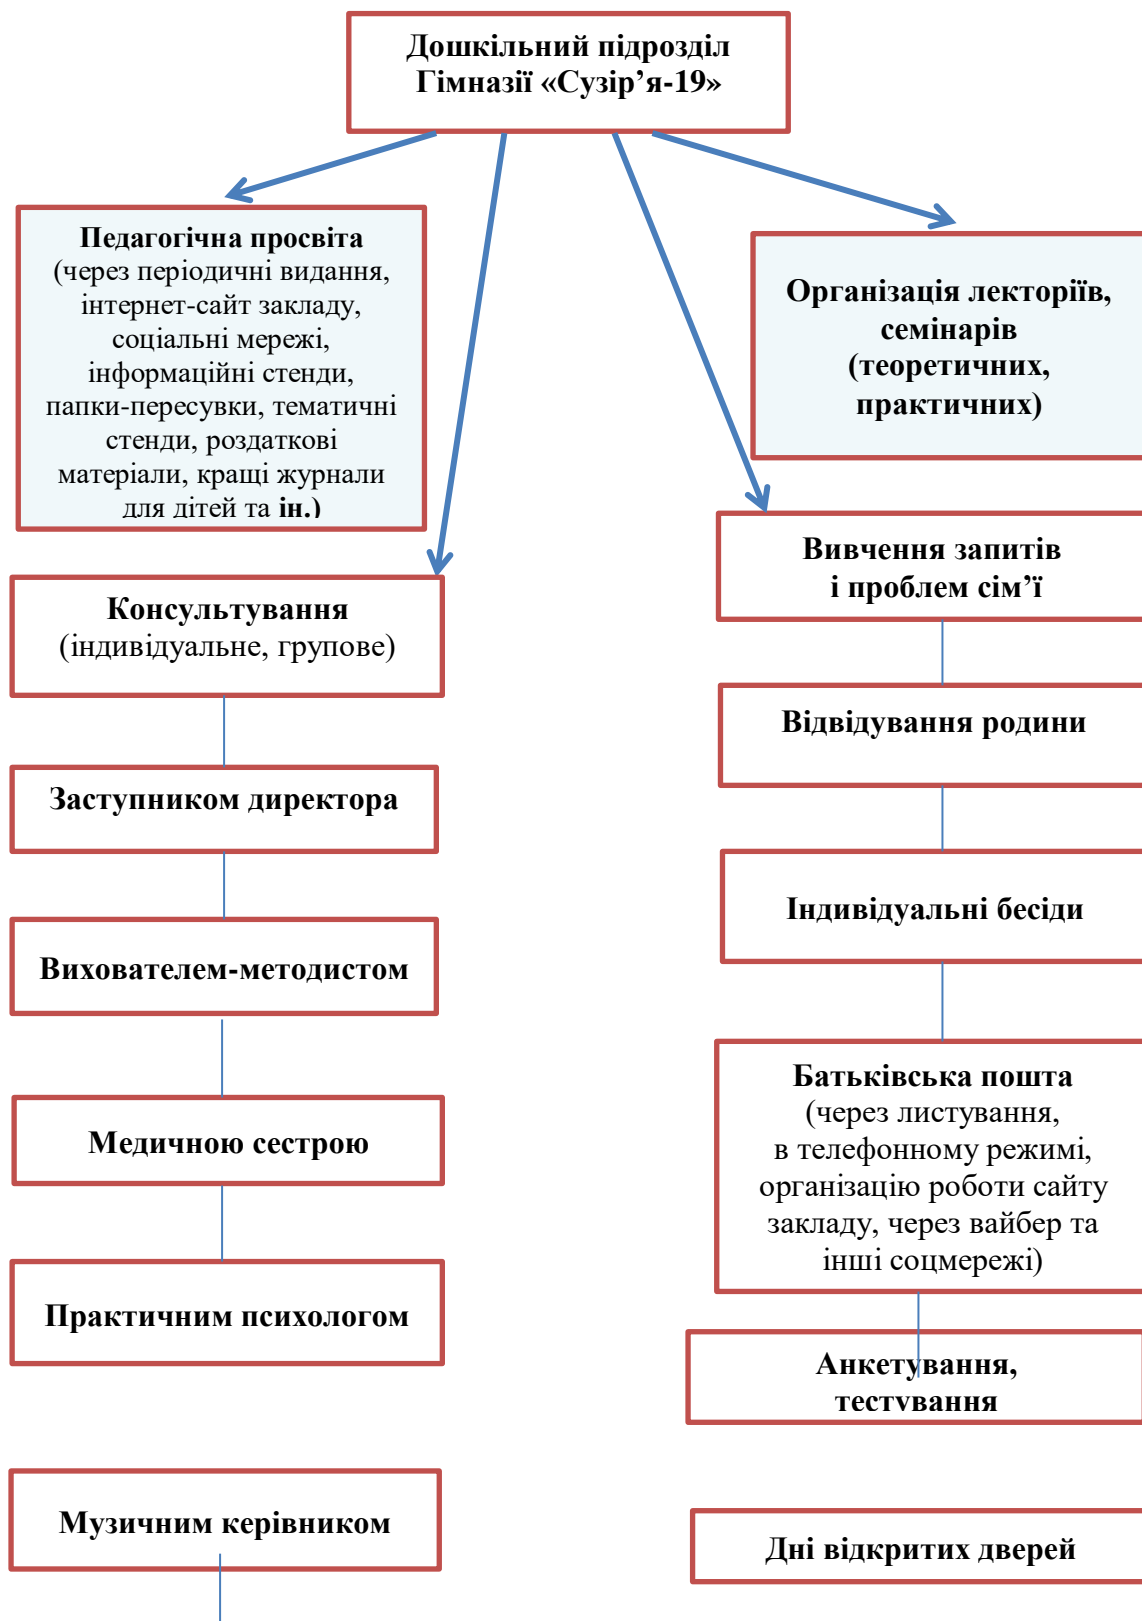 Дошкільний підрозділ
Гімназії «Сузір’я-19»
Педагогічна просвіта
(через періодичні видання,
інтернет-сайт закладу,
соціальні мережі,
інформаційні стенди,
папки-пересувки, тематичні
стенди, роздаткові
матеріали, кращі журнали
для дітей та ін.)
Організація лекторіїв,
семінарів
(теоретичних,
практичних)
Консультування
(індивідуальне, групове)
Вивчення запитів
і проблем сім’ї
Заступником директора
Відвідування родини
Вихователем-методистом
Індивідуальні бесіди
Медичною сестрою
Батьківська пошта
(через листування,
в телефонному режимі,
організацію роботи сайту
закладу, через вайбер та
інші соцмережі)
Практичним психологом
Анкетування,
тестування
Музичним керівником
Дні відкритих дверей